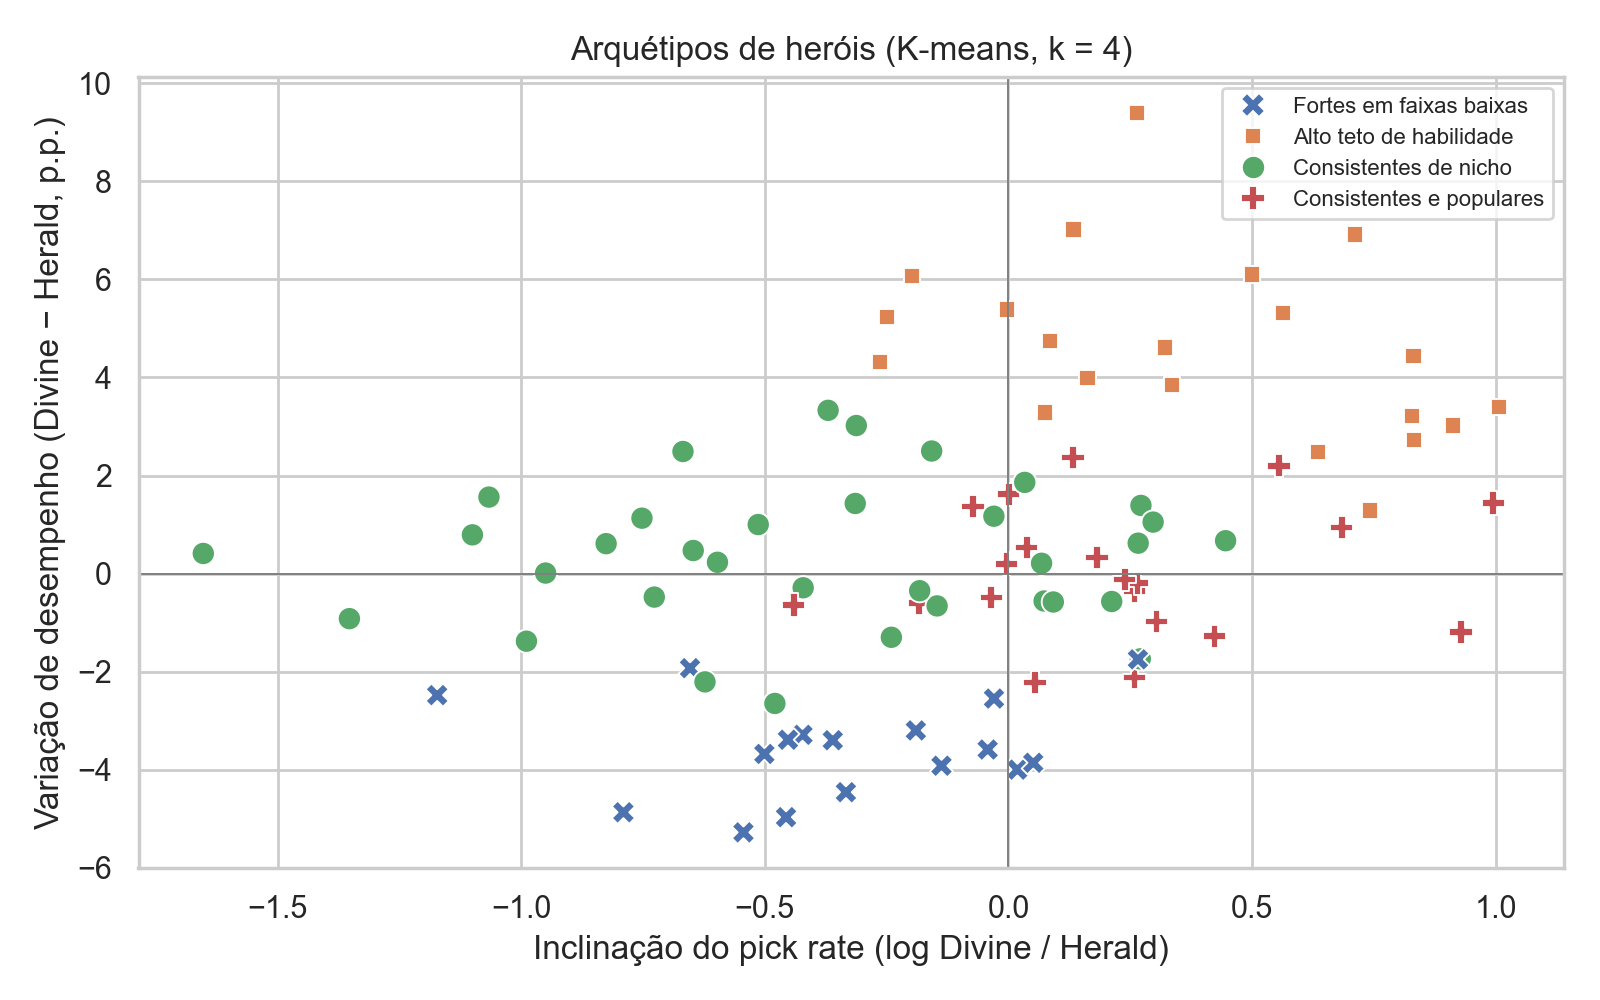 Arquétipos de heróis (K-means, k = 4)
Fortes em faixas baixas
Alto teto de habilidade
Consistentes de nicho
Consistentes e populares
Variação de desempenho (Divine − Herald, p.p.)
10
8
6
4
2
0
−2
−4
−6
−1.5 −1.0 −0.5 0.0 0.5 1.0
Inclinação do pick rate (log Divine / Herald)